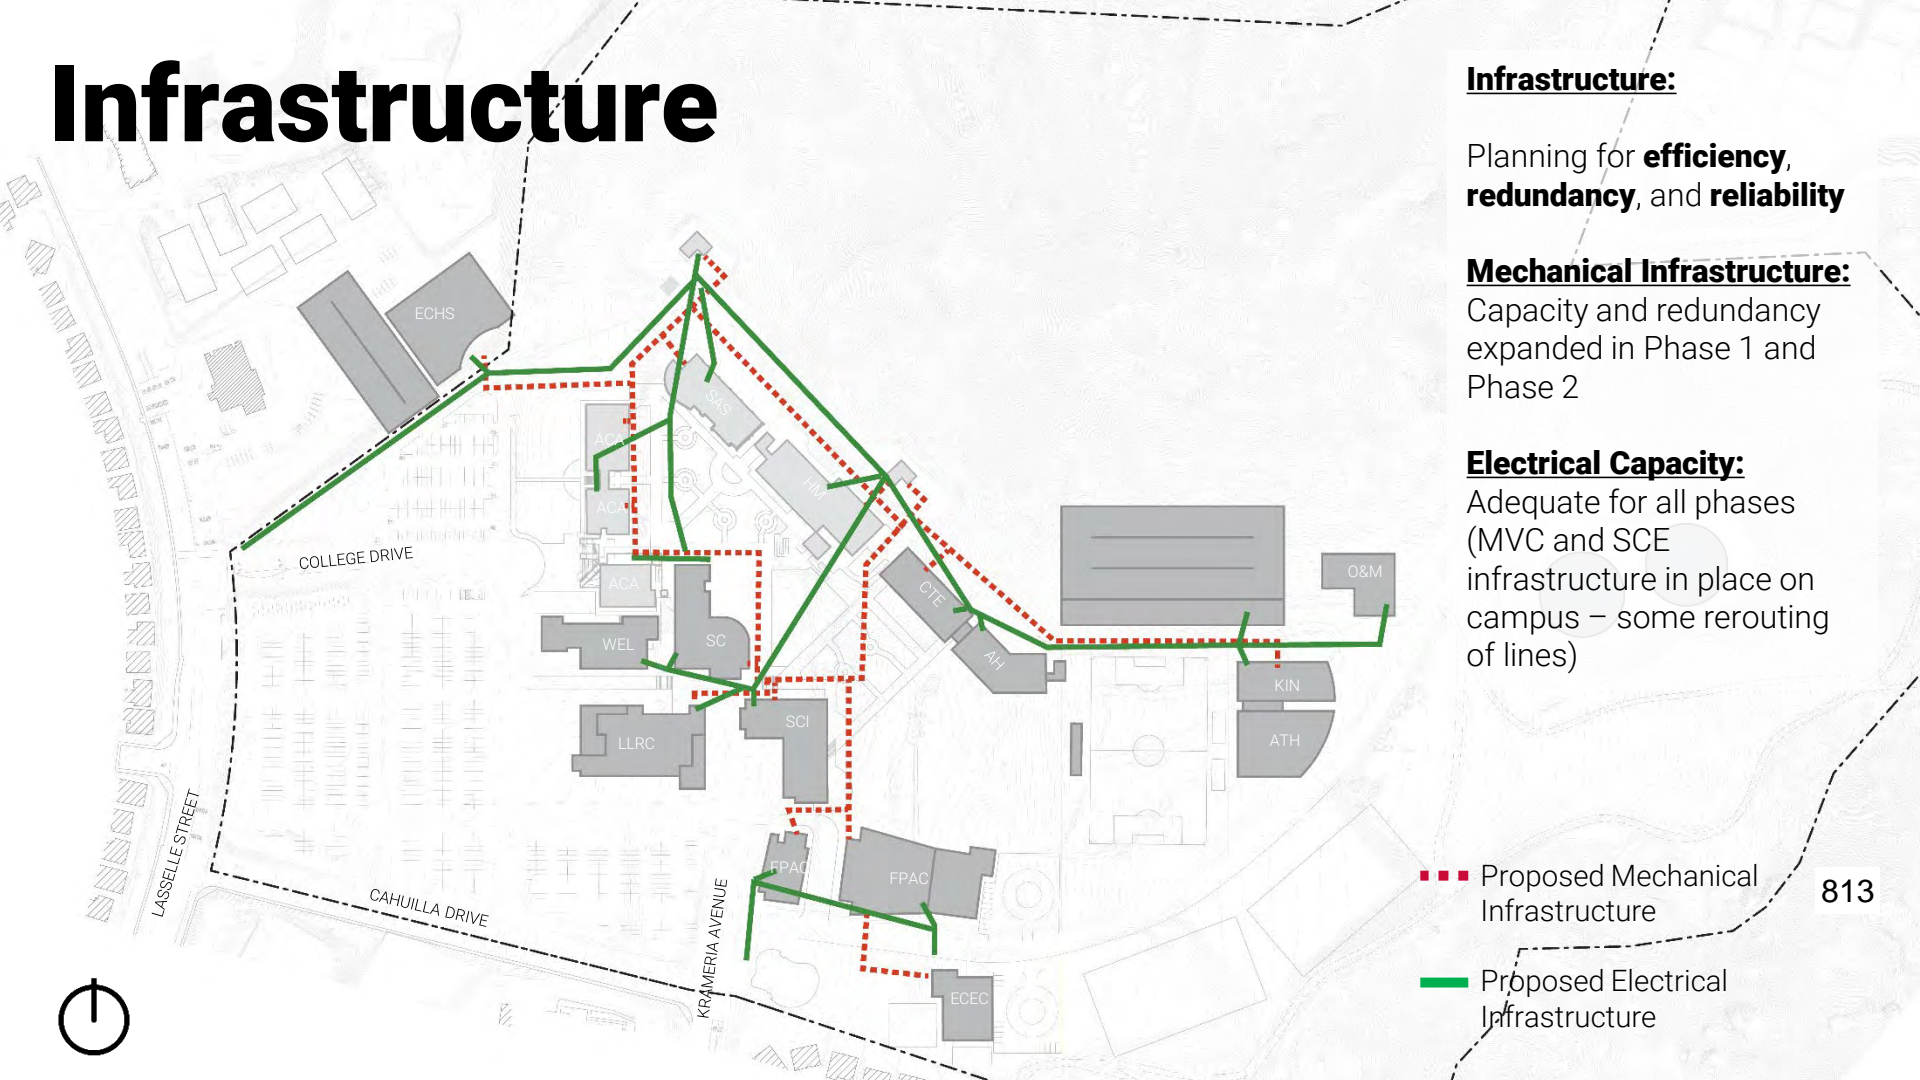 Infrastructure
Infrastructure:
Planning for efficiency,
redundancy, and reliability
Mechanical Infrastructure:
Capacity and redundancy
expanded in Phase 1 and
Phase 2
Electrical Capacity:
Adequate for all phases
(MVC and SCE
infrastructure in place on
campus – some rerouting
of lines)
ECHS
SAS
ACA
HM
ACA
COLLEGE DRIVE
ACA
CTE
O&M
WEL
SC
AH
KIN
LLRC
SCI
ATH
LASSELLE STREET
FPAC
FPAC
CAHUILLA DRIVE
KRAMERIA AVENUE
ECEC
Proposed Mechanical
Infrastructure
813
Proposed Electrical
Infrastructure